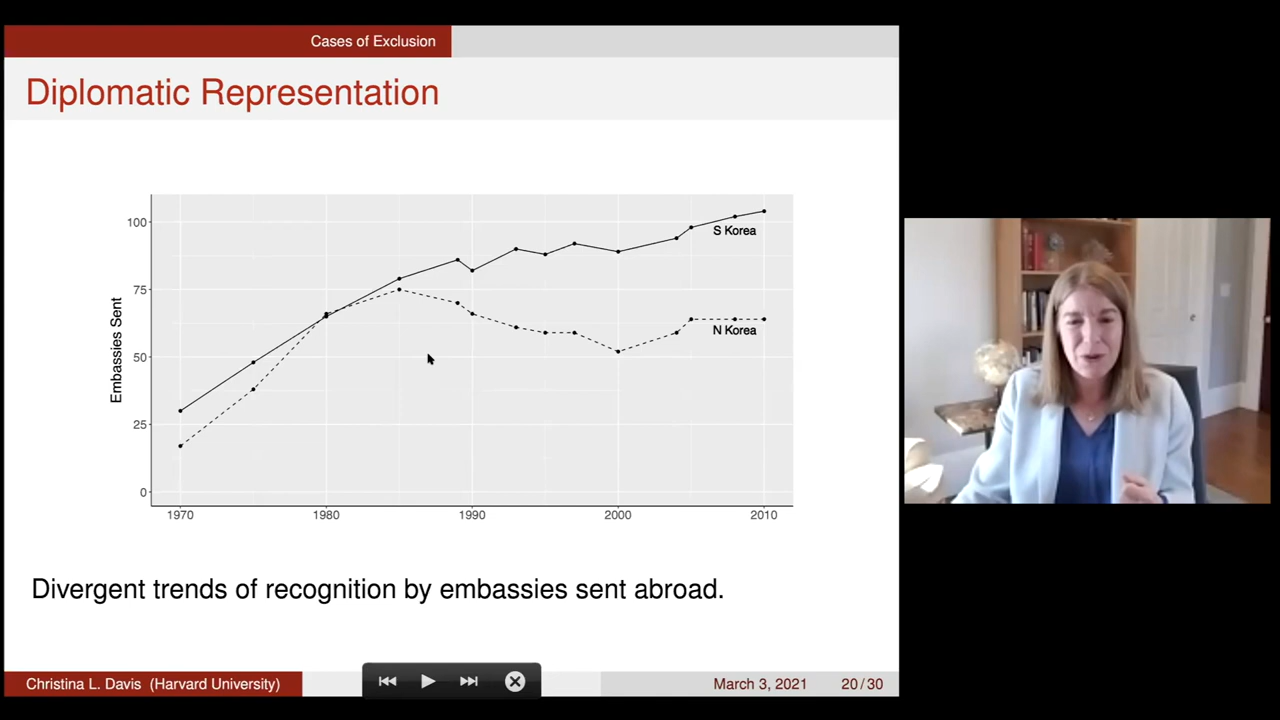 Cases of Exclusion
Diplomatic Representation
Embassies Sent
100
75
50
25
0
S Korea
N Korea
1970 1980 1990 2000 2010
Divergent trends of recognition by embassies sent abroad.
Christina L. Davis (Harvard University) March 3, 2021 20/30